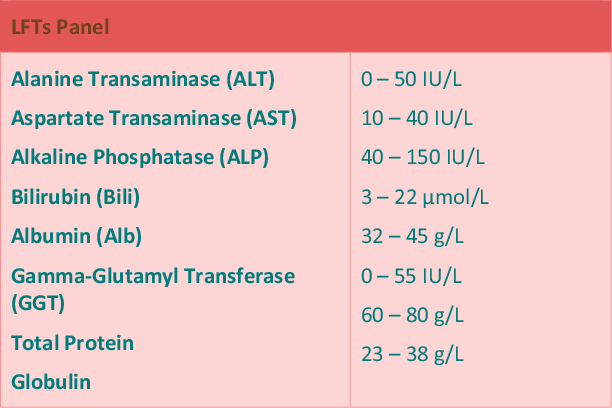 LFTs Panel
Alanine Transaminase (ALT)
Aspartate Transaminase (AST)
Alkaline Phosphatase (ALP)
Bilirubin (Bili)
Albumin (Alb)
Gamma-Glutamyl Transferase
(GGT)
Total Protein
Globulin
0 – 50 IU/L
10 – 40 IU/L
40 – 150 IU/L
3 – 22 µmol/L
32 – 45 g/L
0 – 55 IU/L
60 – 80 g/L
23 – 38 g/L